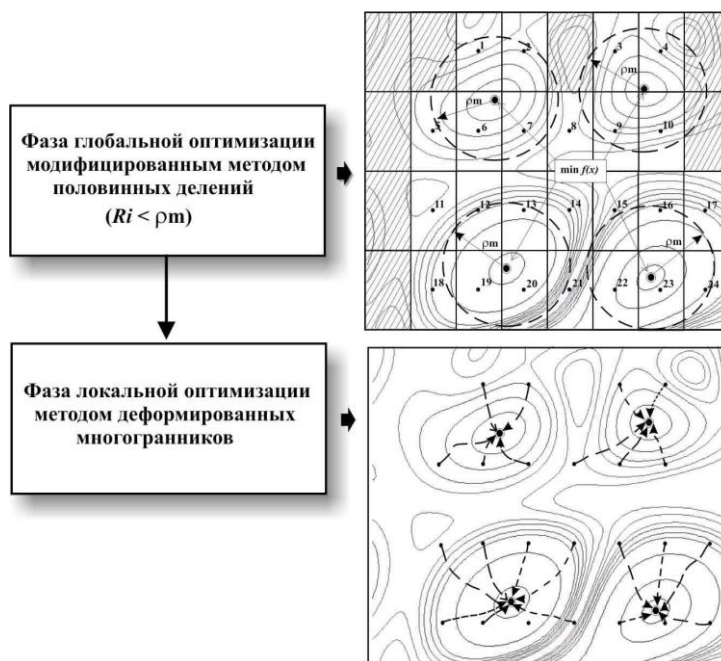 Фаза глобальной оптимизации
модифицированным методом
половинных делений
(Ri < ρm)
Фаза локальной оптимизации
методом деформированных
многогранников
1 2 3 4
ρm
ρm
5 6 7 8 9 10
min f(x)
11 12 13 14 15 16 17
ρm ρm
18 19 20 21 22 23 24